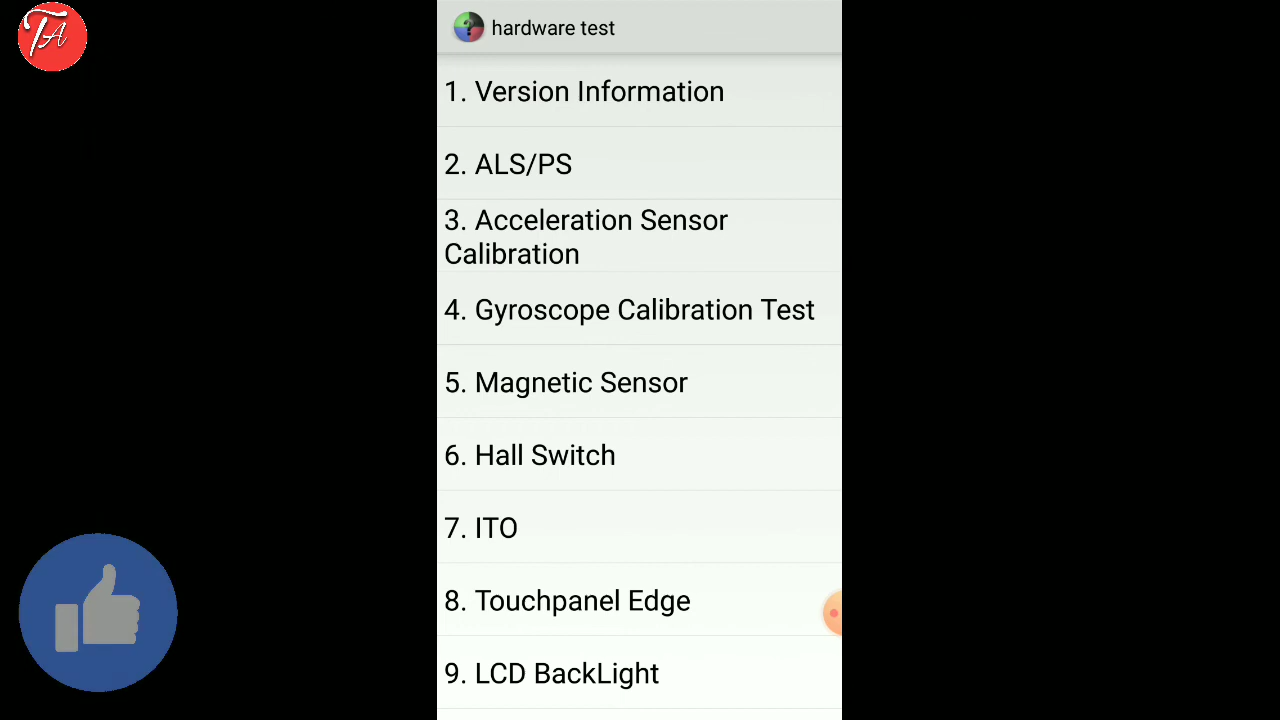 TA
hardware test
1. Version Information
2. ALS/PS
3. Acceleration Sensor
Calibration
4. Gyroscope Calibration Test
5. Magnetic Sensor
6. Hall Switch
7. ITO
8. Touchpanel Edge
9. LCD BackLight